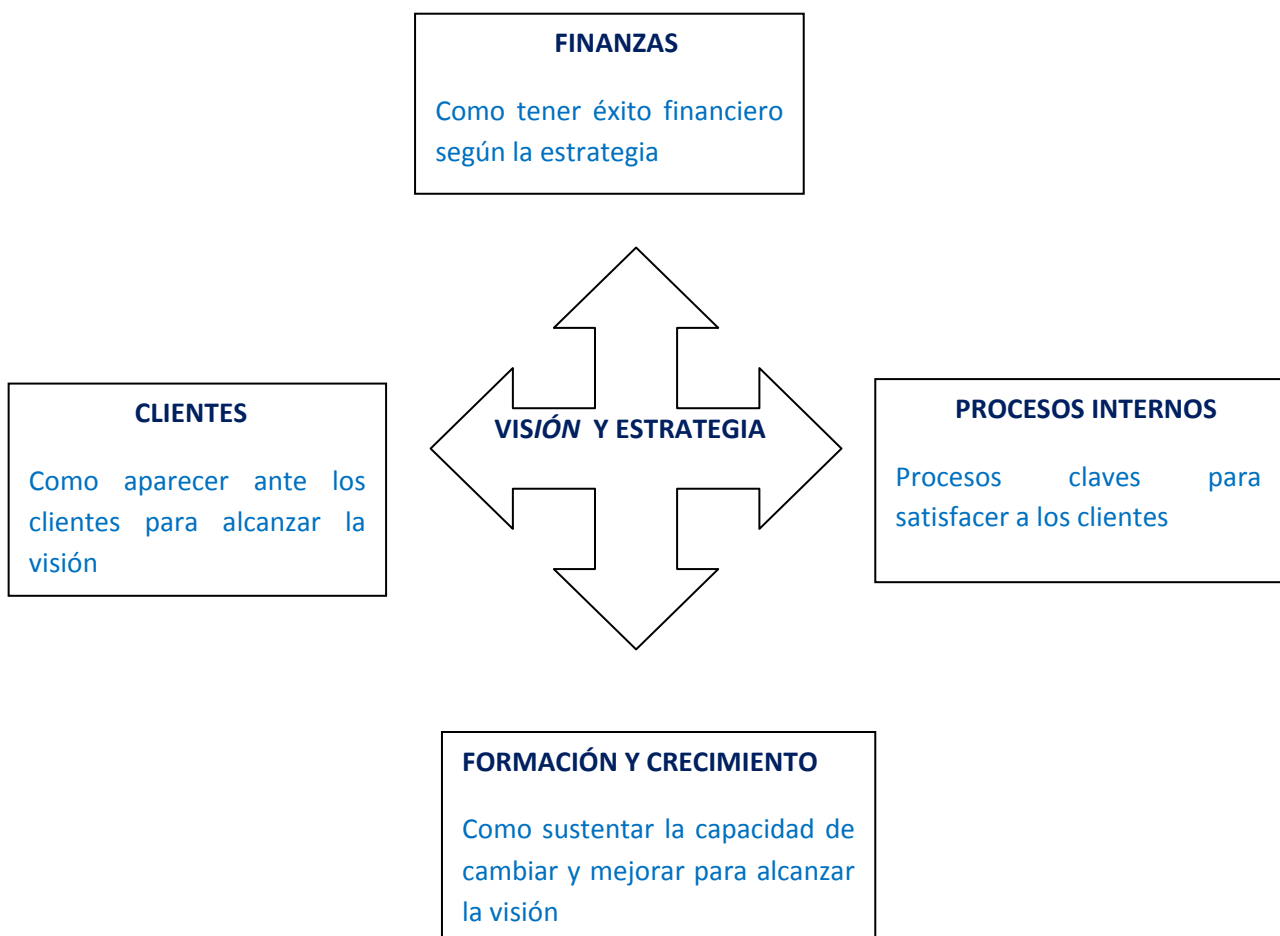 FINANZAS
Como tener éxito financiero
según la estrategia
CLIENTES
Como aparecer ante los
clientes para alcanzar la
visión
VISIÓN Y ESTRATEGIA
PROCESOS INTERNOS
Procesos claves para
satisfacer a los clientes
FORMACIÓN Y CRECIMIENTO
Como sustentar la capacidad de
cambiar y mejorar para alcanzar
la visión